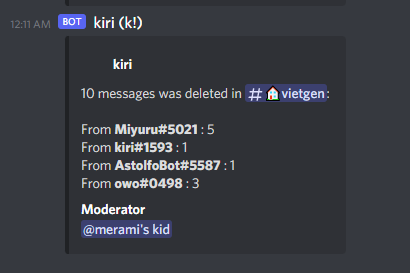 12:11 AM BOT kiri (k!)
kiri
10 messages was deleted in #🏠vietgen:
From Miyuru#5021 : 5
From kiri#1593 : 1
From AstolfoBot#5587 : 1
From owo#0498 : 3
Moderator
@merami's kid